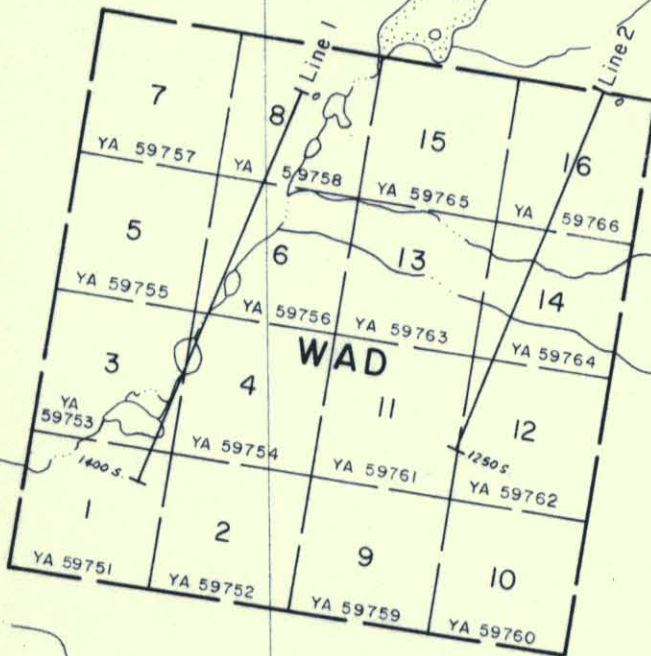 Line 1
Line 2
0
0
7
8
15
16
YA 59757
YA 59758
YA 59765
YA 59766
5
6
13
14
YA 59755
YA 59756
YA 59763
YA 59764
WAD
3
4
11
12
YA
59753
YA 59754
YA 59761
YA 59762
1400 S.
1250 S.
1
2
9
10
YA 59751
YA 59752
YA 59759
YA 59760